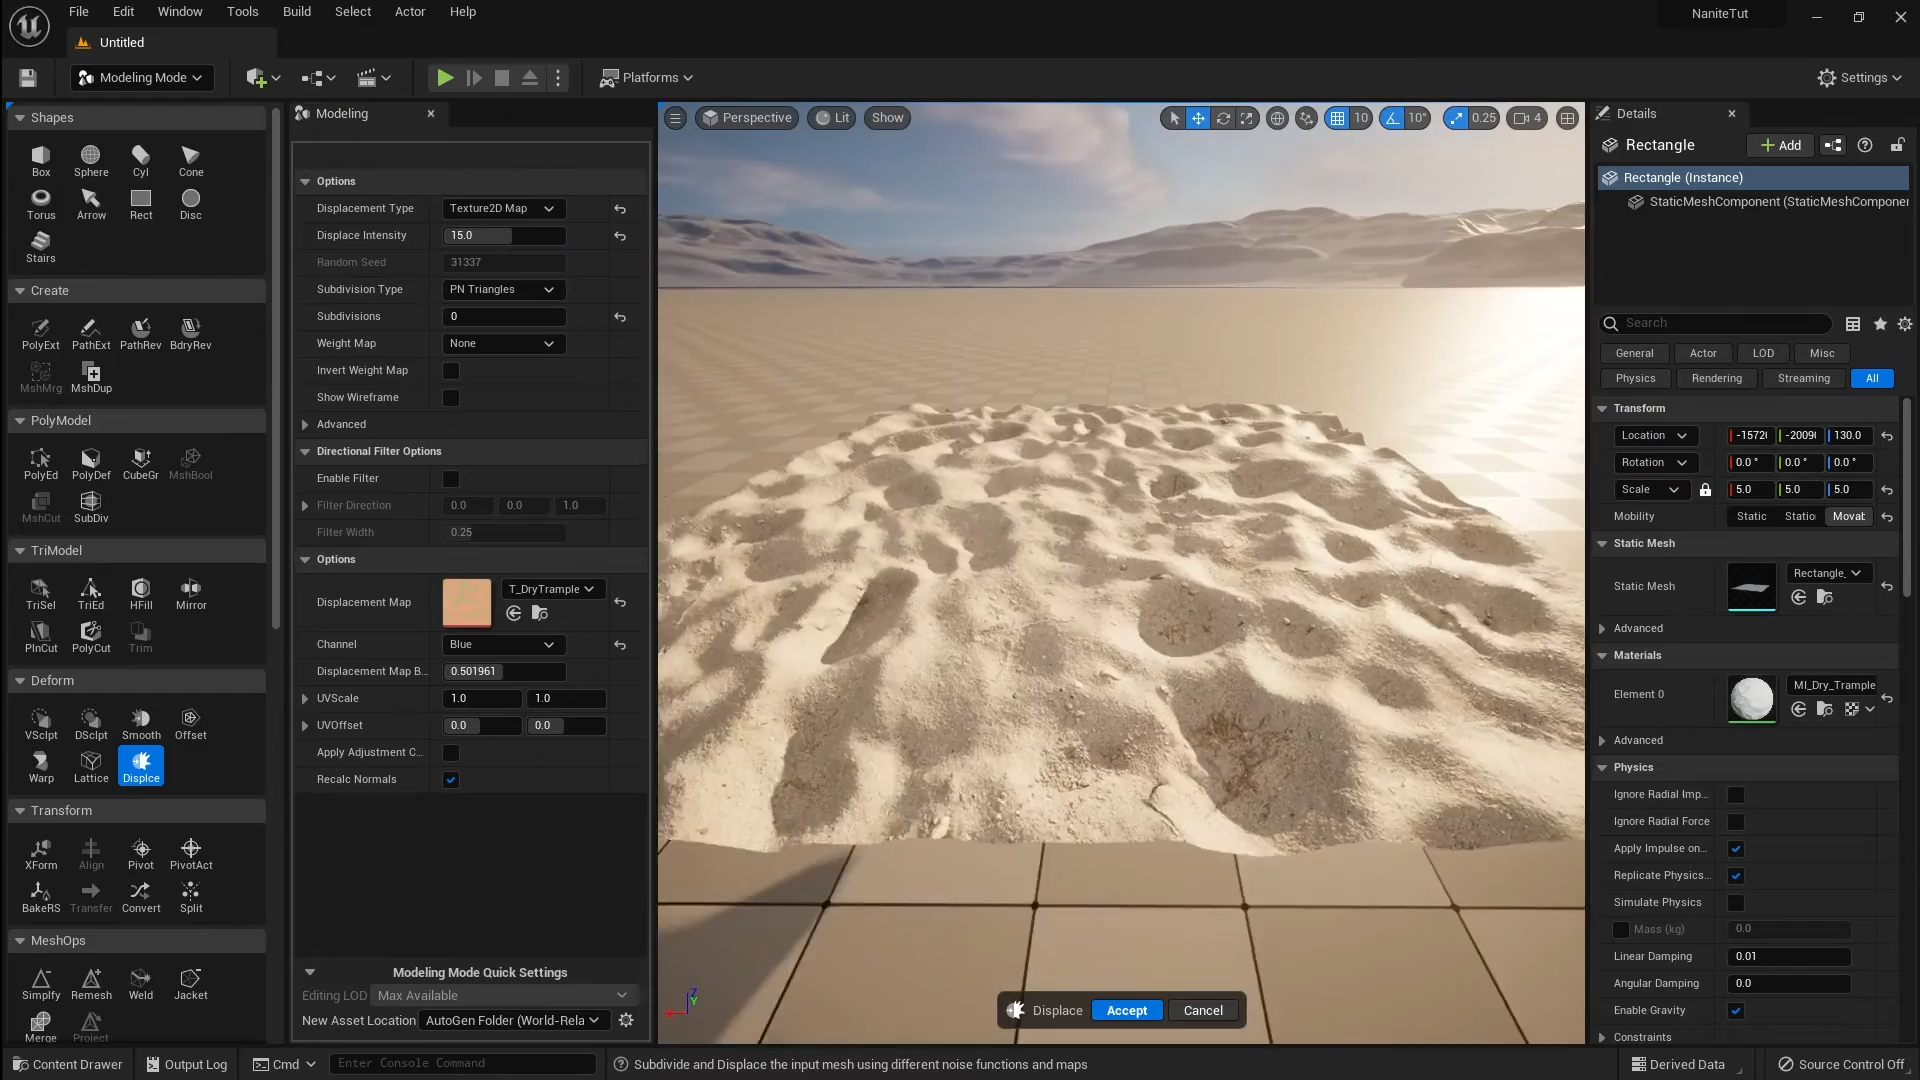 File Edit Window Tools Build Select Actor Help
NaniteTut
Untitled
Modeling Mode
Platforms
Settings
Shapes
Box Sphere Cyl Cone
Torus Arrow Rect Disc
Stairs
Create
PolyExt PathExt PathRev BdryRev
MshMrg MshDup
PolyModel
PolyEd PolyDef CubeGr MshBool
MshCut SubDiv
TriModel
TriSel TriEd HFill Mirror
PlnCut PolyCut Trim
Deform
VSclpt DSclpt Smooth Offset
Warp Lattice Displce
Transform
XForm Align Pivot PivotAct
BakeRS Transfer Convert Split
MeshOps
Simplfy Remesh Weld Jacket
Merge Project
Modeling
Options
Displacement Type Texture2D Map
Displace Intensity 15.0
Random Seed 31337
Subdivision Type PN Triangles
Subdivisions 0
Weight Map None
Invert Weight Map
Show Wireframe
Advanced
Directional Filter Options
Enable Filter
Filter Direction 0.0 0.0 1.0
Filter Width 0.25
Options
Displacement Map T_DryTrample
Channel Blue
Displacement Map B... 0.501961
UVScale 1.0 1.0
UVOffset 0.0 0.0
Apply Adjustment C...
Recalc Normals
Modeling Mode Quick Settings
Editing LOD Max Available
New Asset Location AutoGen Folder (World-Rela
Perspective Lit Show
10 10° 0.25 4
Z
Y
Displace Accept Cancel
Details
Rectangle Add
Rectangle (Instance)
StaticMeshComponent (StaticMeshComponen
Search
General Actor LOD Misc
Physics Rendering Streaming All
Transform
Location -1572 -2009 130.0
Rotation 0.0 ° 0.0 ° 0.0 °
Scale 5.0 5.0 5.0
Mobility Static Statio Movab
Static Mesh
Static Mesh Rectangle_
Advanced
Materials
Element 0 MI_Dry_Trample
Advanced
Physics
Ignore Radial Imp...
Ignore Radial Force
Apply Impulse on...
Replicate Physics...
Simulate Physics
Mass (kg) 0.0
Linear Damping 0.01
Angular Damping 0.0
Enable Gravity
Constraints
Content Drawer Output Log Cmd Enter Console Command Subdivide and Displace the input mesh using different noise functions and maps Derived Data Source Control Off